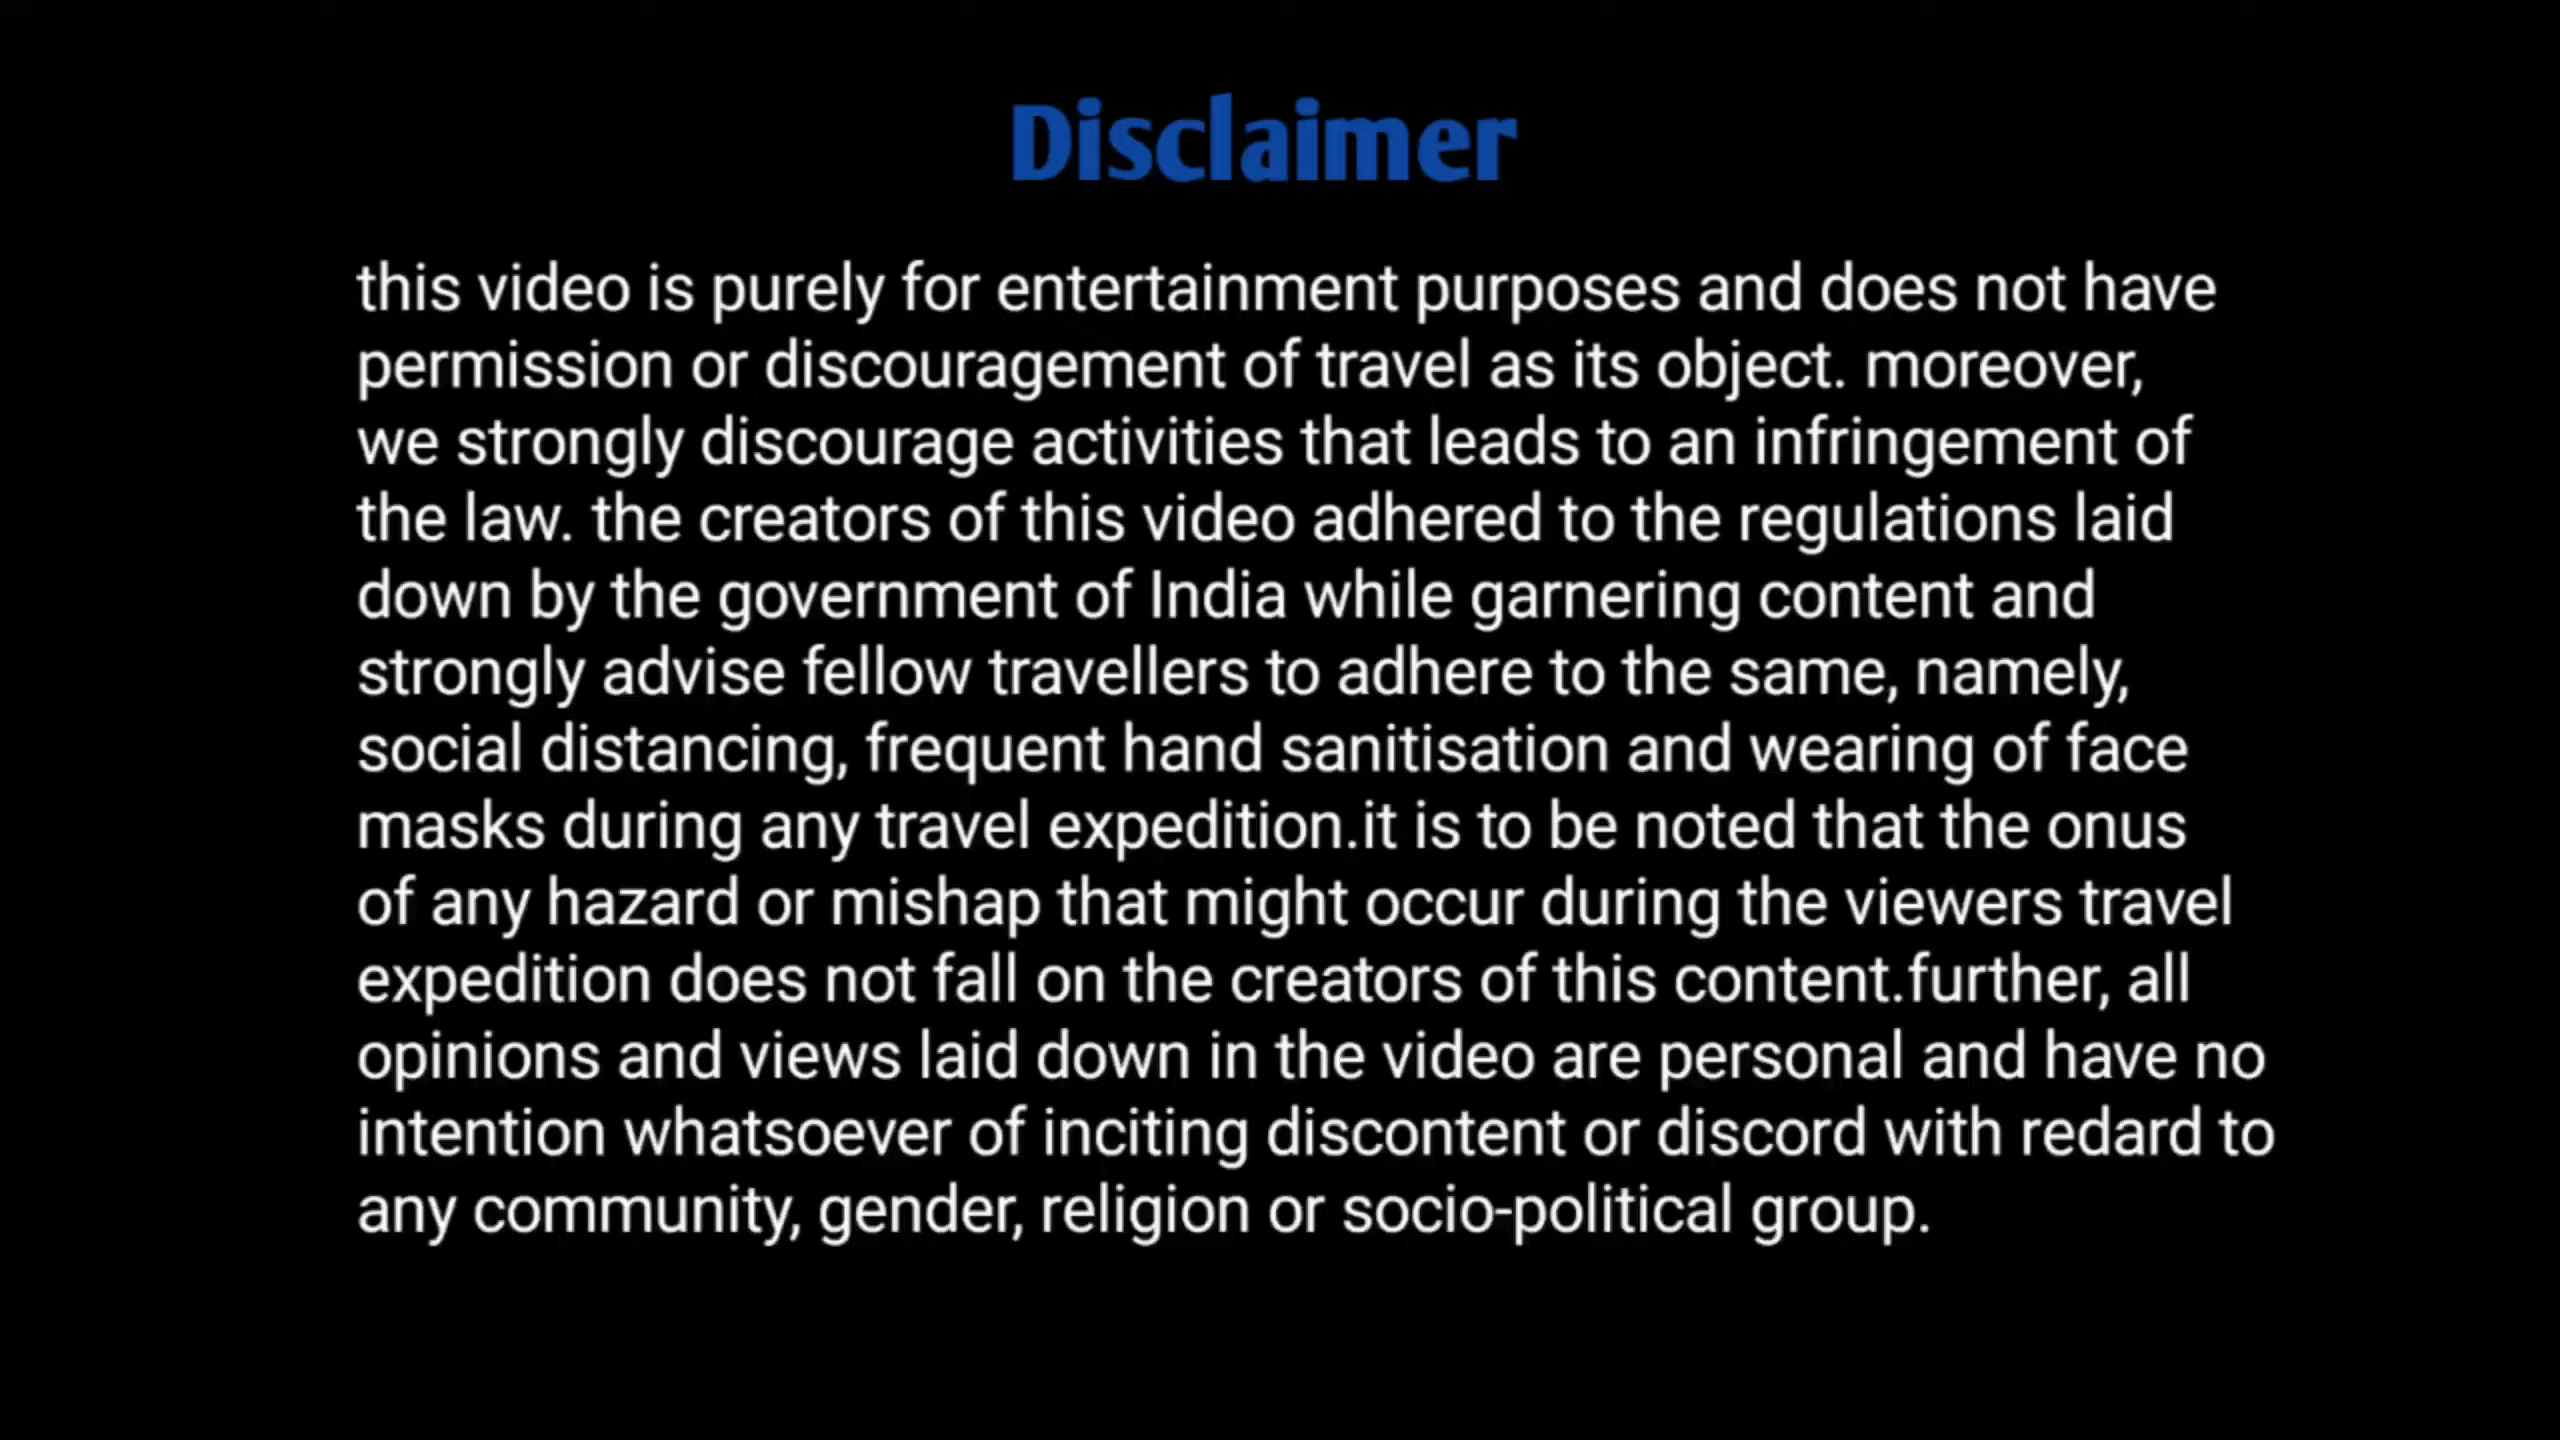 Disclaimer
this video is purely for entertainment purposes and does not have
permission or discouragement of travel as its object. moreover,
we strongly discourage activities that leads to an infringement of
the law. the creators of this video adhered to the regulations laid
down by the government of India while garnering content and
strongly advise fellow travellers to adhere to the same, namely,
social distancing, frequent hand sanitisation and wearing of face
masks during any travel expedition.it is to be noted that the onus
of any hazard or mishap that might occur during the viewers travel
expedition does not fall on the creators of this content.further, all
opinions and views laid down in the video are personal and have no
intention whatsoever of inciting discontent or discord with redard to
any community, gender, religion or socio-political group.